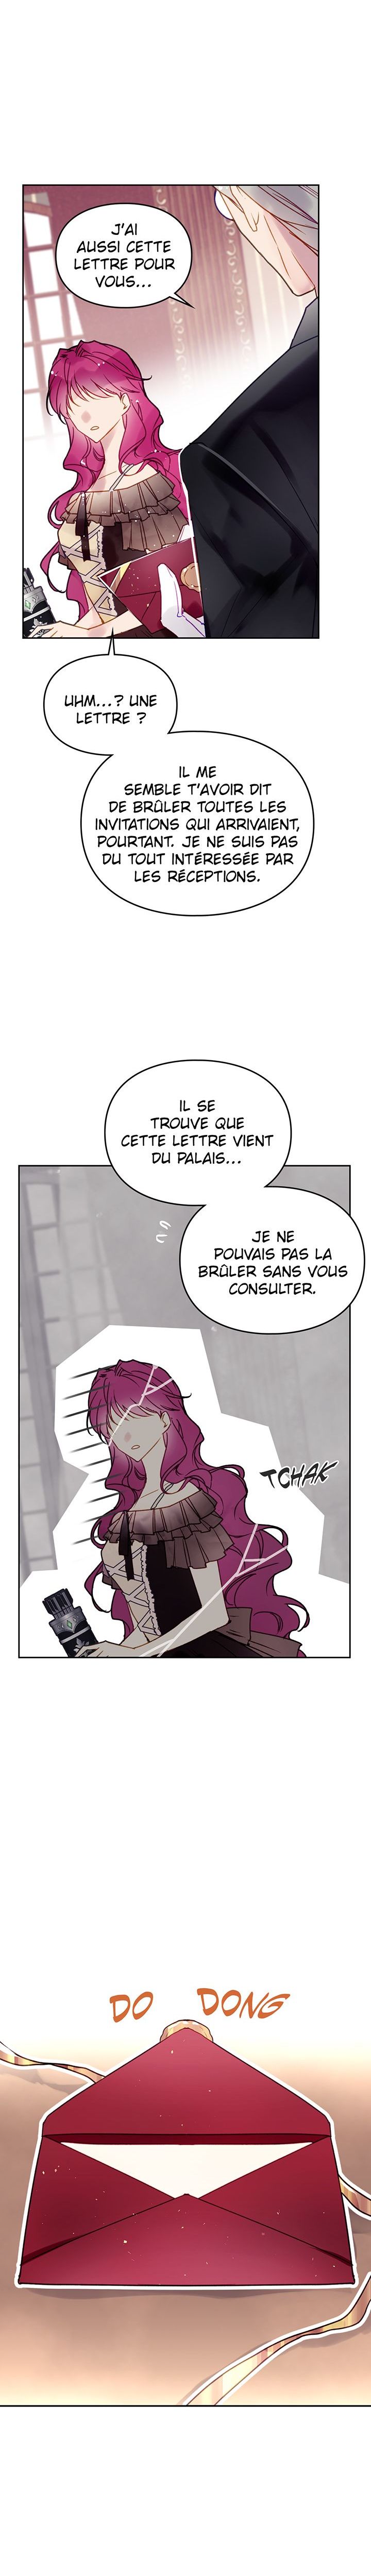 J'AI
AUSSI CETTE
LETTRE POUR
VOUS...
UHM...? UNE
LETTRE ?
IL ME
SEMBLE T'AVOIR DIT
DE BRÛLER TOUTES LES
INVITATIONS QUI ARRIVAIENT,
POURTANT. JE NE SUIS PAS
DU TOUT INTÉRESSÉE PAR
LES RÉCEPTIONS.
IL SE
TROUVE QUE
CETTE LETTRE VIENT
DU PALAIS...
JE NE
POUVAIS PAS LA
BRÛLER SANS VOUS
CONSULTER.
TCHAK
DO DONG